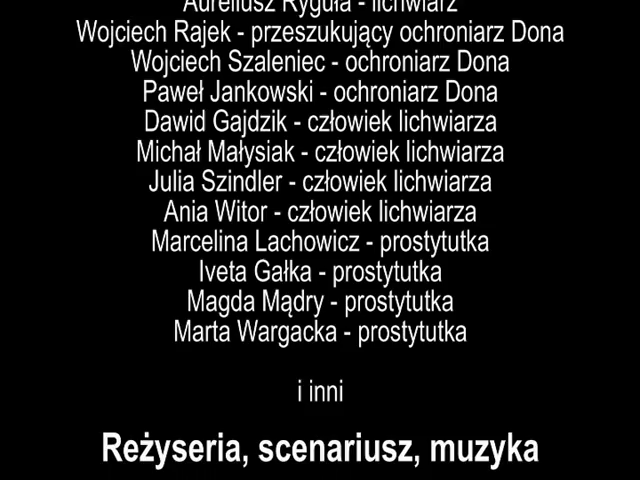 Aureliusz Ryguła - lichwiarz
Wojciech Rajek - przeszukujący ochroniarz Dona
Wojciech Szaleniec - ochroniarz Dona
Paweł Jankowski - ochroniarz Dona
Dawid Gajdzik - człowiek lichwiarza
Michał Małysiak - człowiek lichwiarza
Julia Szindler - człowiek lichwiarza
Ania Witor - człowiek lichwiarza
Marcelina Lachowicz - prostytutka
Iveta Gałka - prostytutka
Magda Mądry - prostytutka
Marta Wargacka - prostytutka
i inni
Reżyseria, scenariusz, muzyka